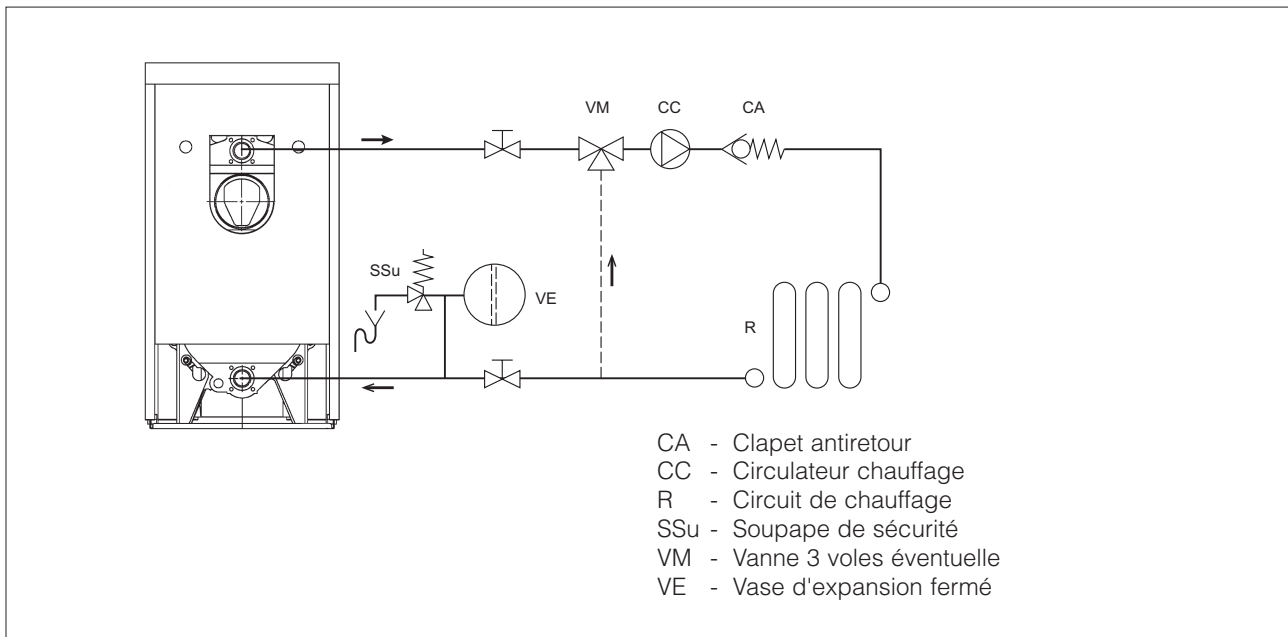 VM
CC
CA
SSu
VE
R
CA - Clapet antiretour
CC - Circulateur chauffage
R - Circuit de chauffage
SSu - Soupape de sécurité
VM - Vanne 3 voles éventuelle
VE - Vase d'expansion fermé